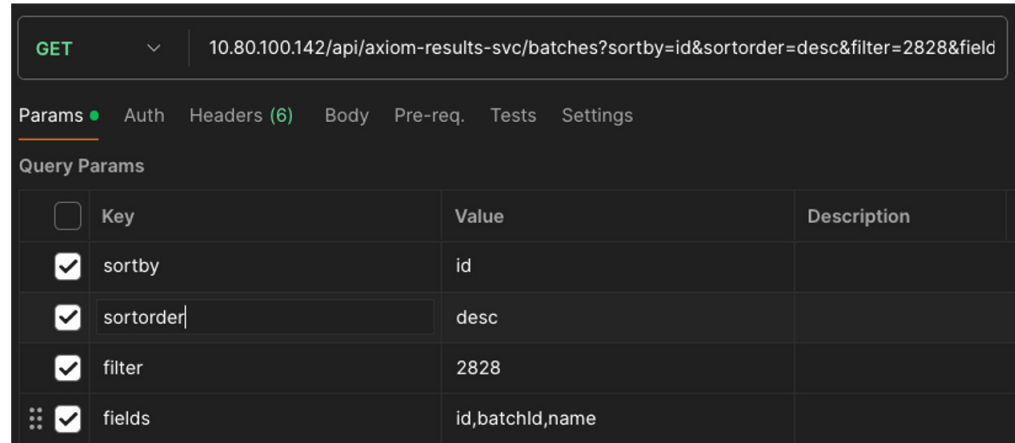 GET 10.80.100.142/api/axiom-results-svc/batches?sortby=id&sortorder=desc&filter=2828&field
Params Auth Headers (6) Body Pre-req. Tests Settings
Query Params
Key Value Description
sortby id
sortorder desc
filter 2828
fields id,batchId,name